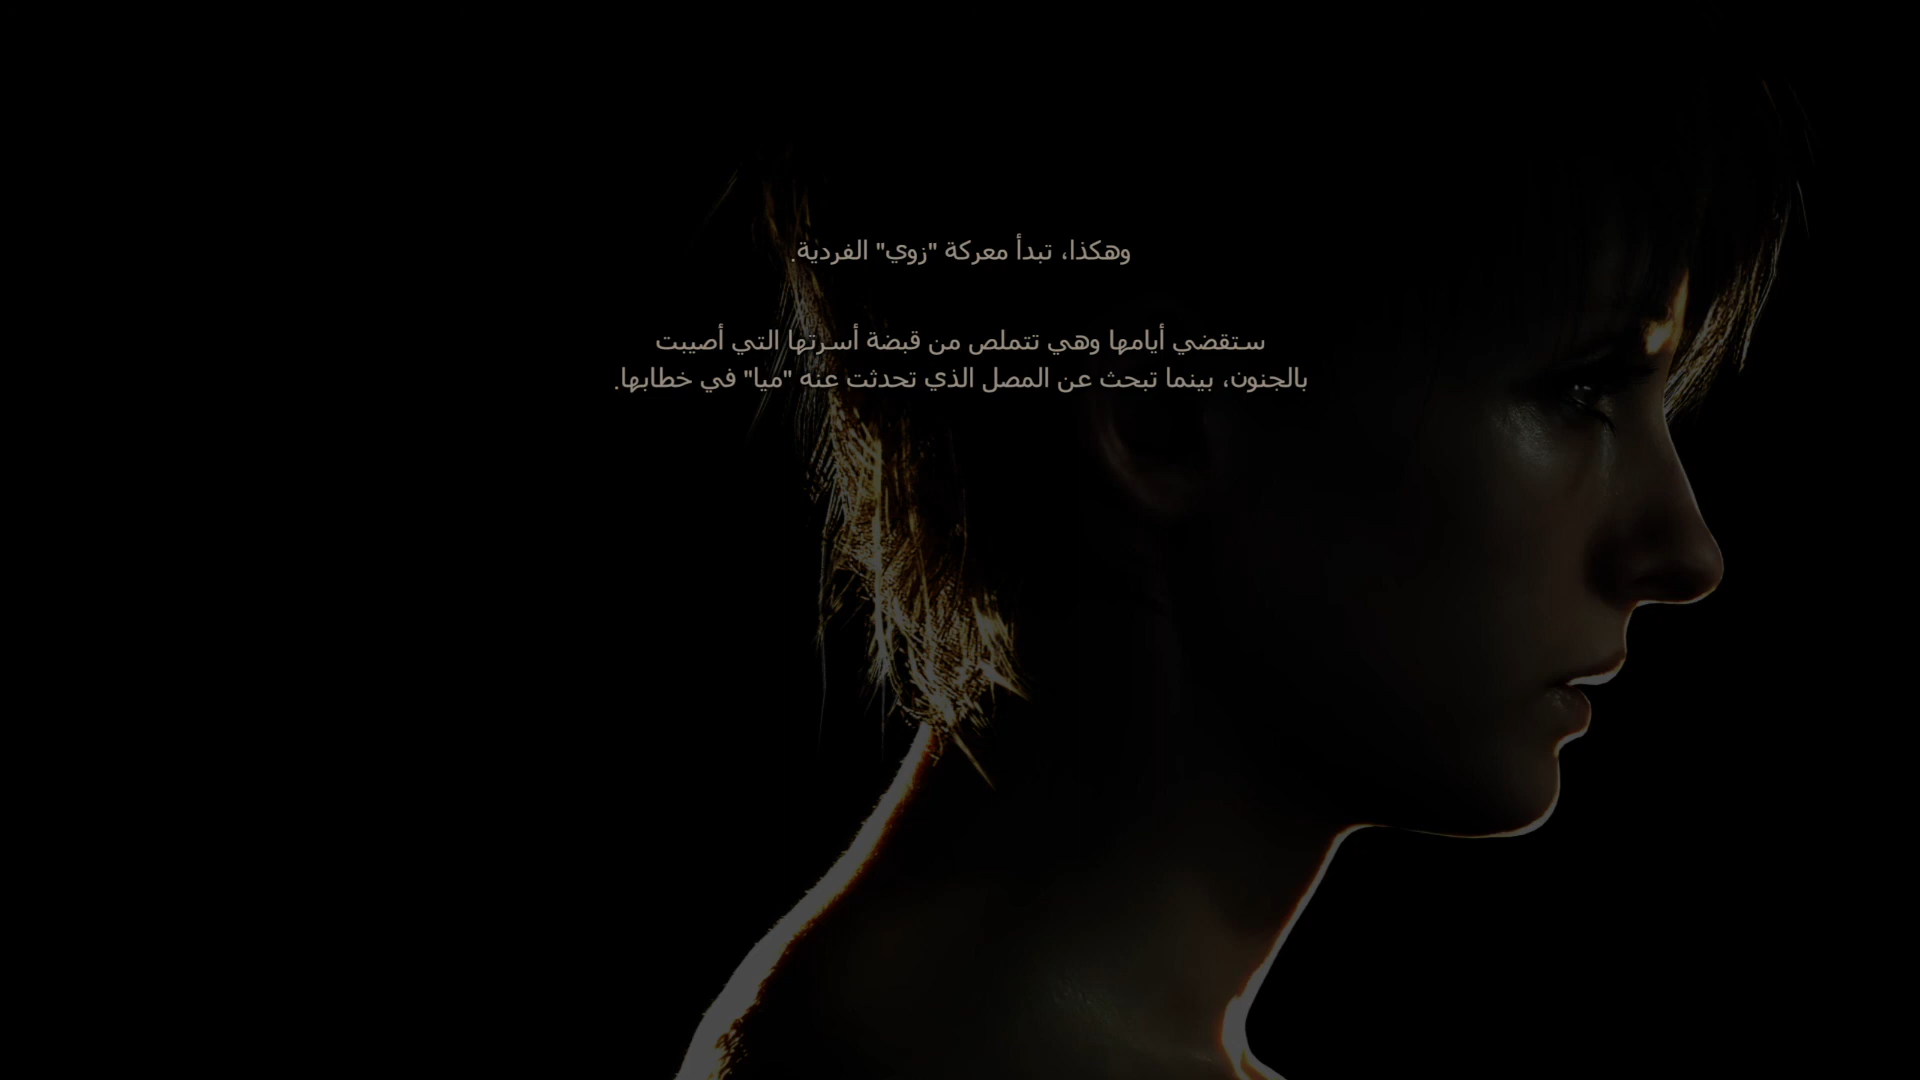 وهكذا، تبدأ معركة "زوي" الفردية.
ستقضي أيامها وهي تتملص من قبضة أسرتها التي أصيبت
بالجنون، بينما تبحث عن المصل الذي تحدثت عنه "ميا" في خطابها.